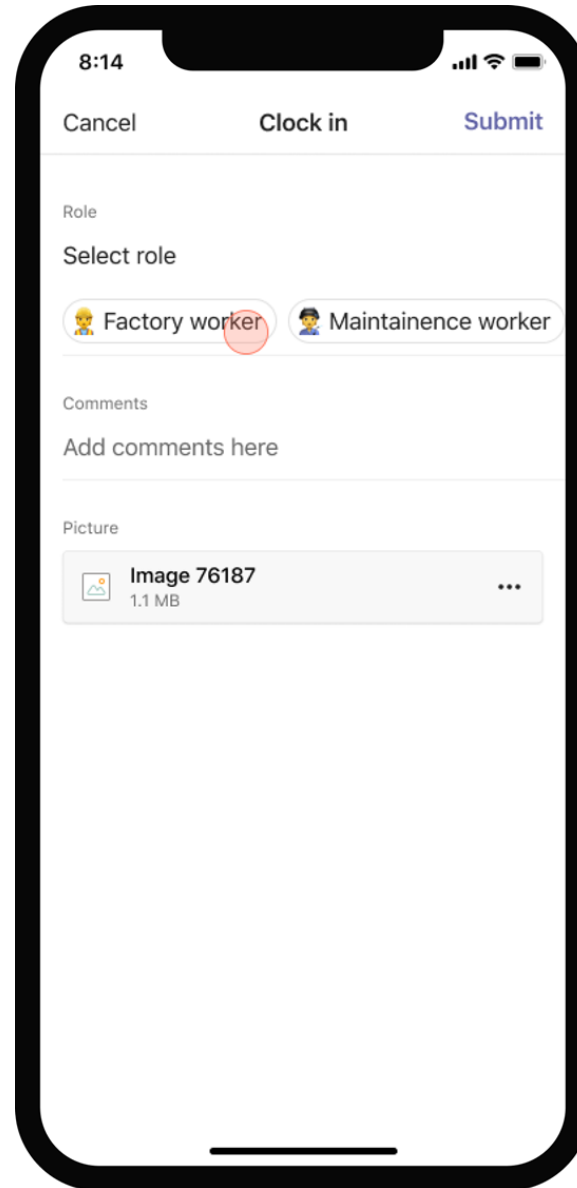 8:14
Cancel Clock in Submit
Role
Select role
Factory worker Maintainence worker
Comments
Add comments here
Picture
Image 76187
1.1 MB